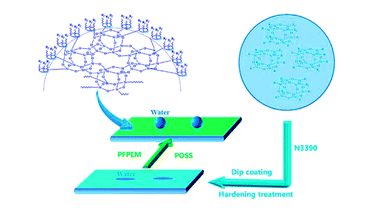 Water
N3390
PFPEM
POSS
Dip coating
Water
Hardening treatment